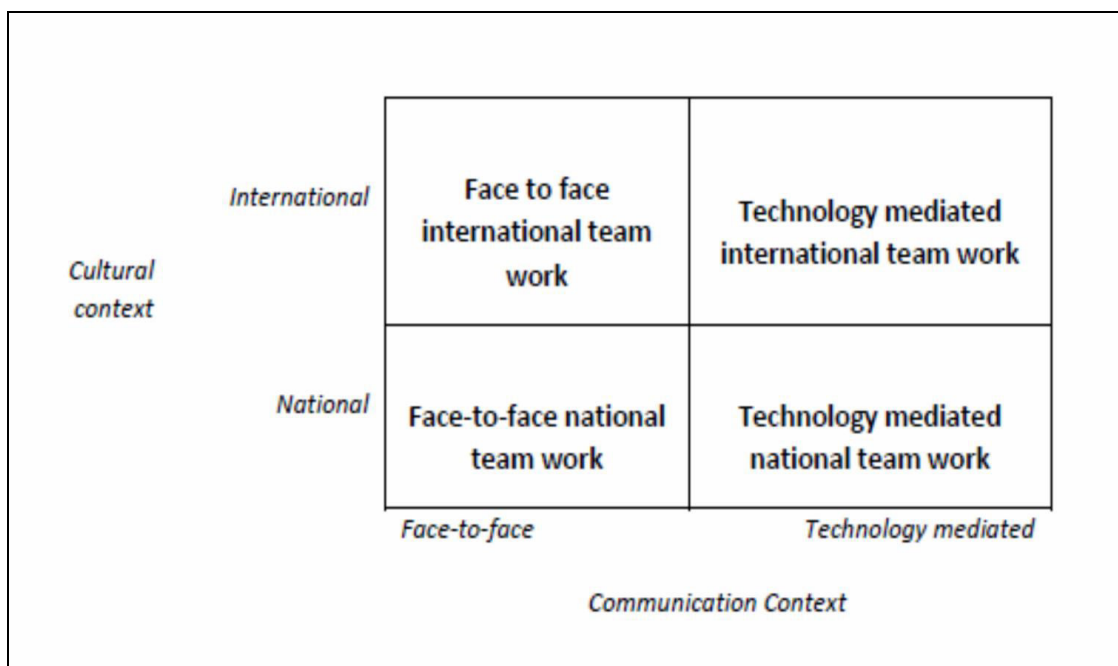 International
Face to face
international team
work
Technology mediated
international team work
Cultural
context
National
Face-to-face national
team work
Technology mediated
national team work
Face-to-face
Technology mediated
Communication Context